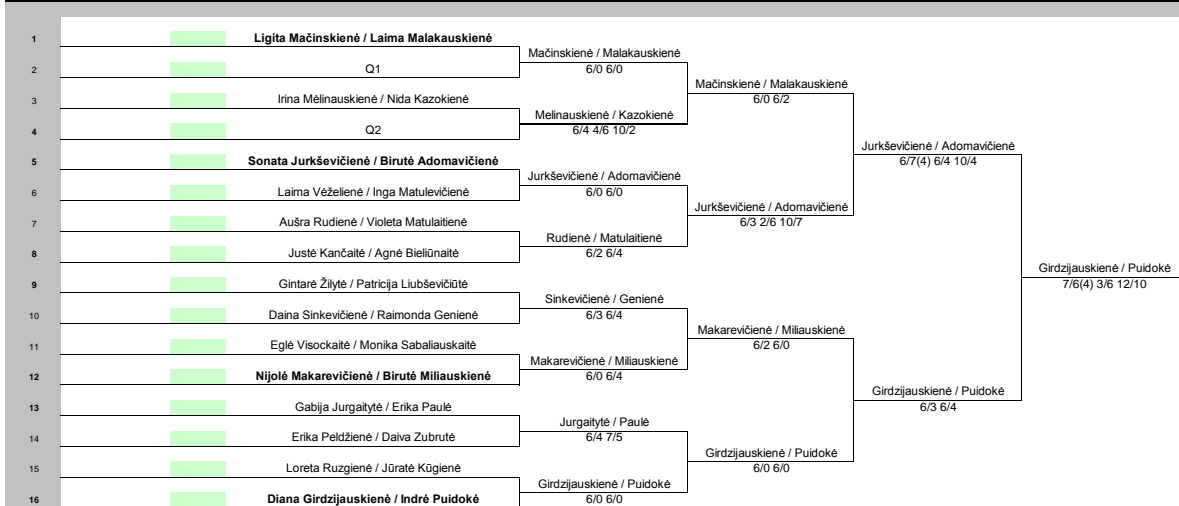 1 Ligita Mačinskienė / Laima Malakauskienė
Mačinskienė / Malakauskienė
2 Q1
6/0 6/0
Mačinskienė / Malakauskienė
3 Irina Mėlinauskienė / Nida Kazokienė
6/0 6/2
Melinauskienė / Kazokienė
4 Q2
6/4 4/6 10/2
Jurkševičienė / Adomavičienė
5 Sonata Jurkševičienė / Birutė Adomavičienė
6/7(4) 6/4 10/4
Jurkševičienė / Adomavičienė
6 Laima Vėželienė / Inga Matulevičienė
6/0 6/0
Jurkševičienė / Adomavičienė
7 Aušra Rudienė / Violeta Matulaitienė
6/3 2/6 10/7
Rudienė / Matulaitienė
8 Justė Kančaitė / Agnė Bieliūnaitė
6/2 6/4
Girdzijauskienė / Puidokė
9 Gintarė Žilytė / Patricija Liubševičiūtė
7/6(4) 3/6 12/10
Sinkevičienė / Genienė
10 Daina Sinkevičienė / Raimonda Genienė
6/3 6/4
Makarevičienė / Miliauskienė
11 Eglė Visockaitė / Monika Sabaliauskaitė
6/2 6/0
Makarevičienė / Miliauskienė
12 Nijolė Makarevičienė / Birutė Miliauskienė
6/0 6/4
Girdzijauskienė / Puidokė
13 Gabija Jurgaitytė / Erika Paulė
6/3 6/4
Jurgaitytė / Paulė
14 Erika Peldžienė / Daiva Zubrutė
6/4 7/5
Girdzijauskienė / Puidokė
15 Loreta Ruzgienė / Jūratė Kūgienė
6/0 6/0
Girdzijauskienė / Puidokė
16 Diana Girdzijauskienė / Indrė Puidokė
6/0 6/0